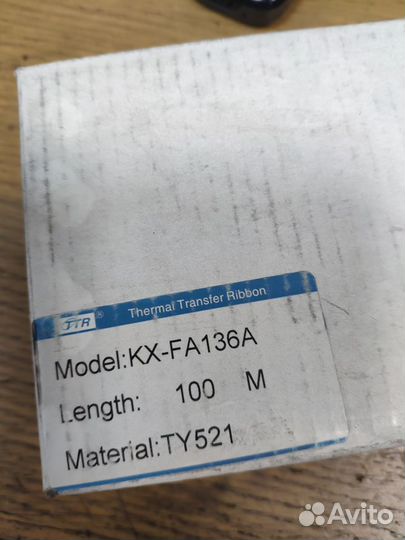 JTR® Thermal Transfer Ribbon
Model:KX-FA136A
Length: 100 M
Material:TY521
Avito